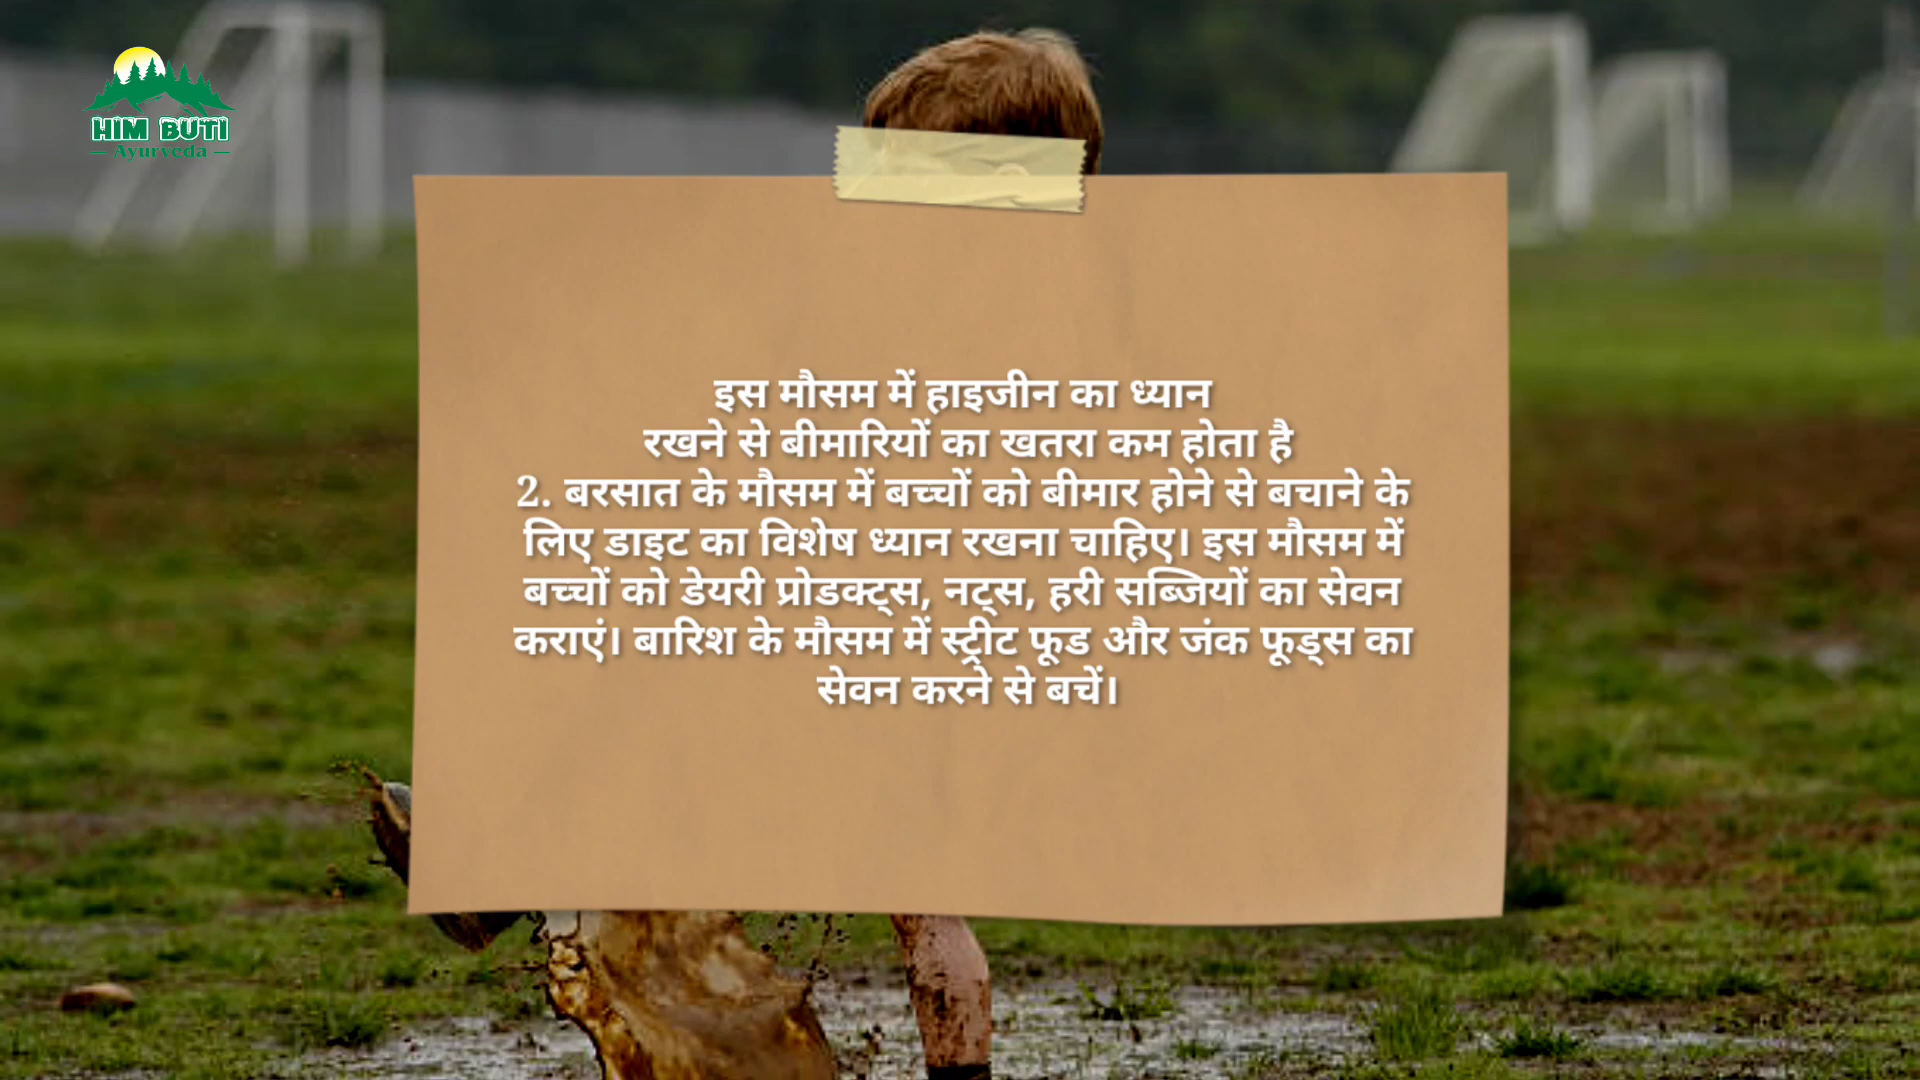 HIM BUTI
Ayurveda
इस मौसम में हाइजीन का ध्यान
रखने से बीमारियों का खतरा कम होता है
2. बरसात के मौसम में बच्चों को बीमार होने से बचाने के
लिए डाइट का विशेष ध्यान रखना चाहिए। इस मौसम में
बच्चों को डेयरी प्रोडक्ट्स, नट्स, हरी सब्जियों का सेवन
कराएं। बारिश के मौसम में स्ट्रीट फूड और जंक फूड्स का
सेवन करने से बचें।